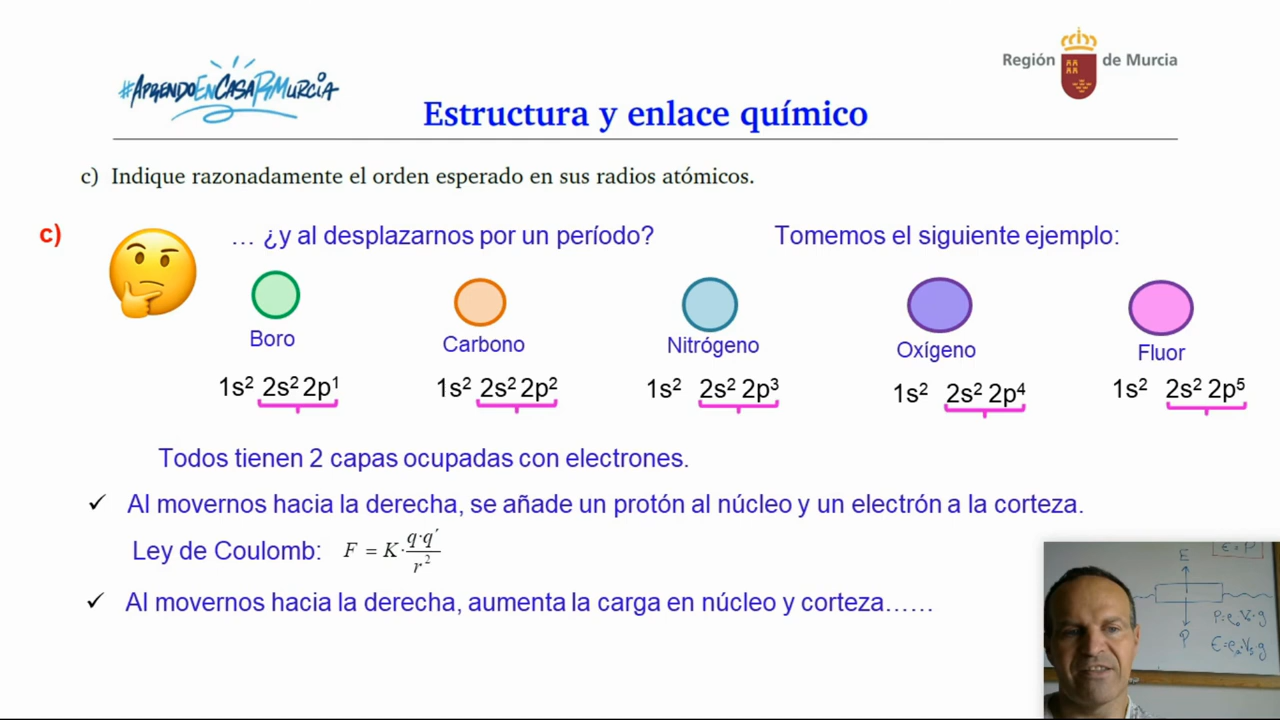 #AprendoEnCasaRMurcia
Región de Murcia
Estructura y enlace químico
c) Indique razonadamente el orden esperado en sus radios atómicos.
c)
… ¿y al desplazarnos por un período?
Tomemos el siguiente ejemplo:
Boro
Carbono
Nitrógeno
Oxígeno
Fluor
1s² 2s² 2p¹
1s² 2s² 2p²
1s² 2s² 2p³
1s² 2s² 2p⁴
1s² 2s² 2p⁵
Todos tienen 2 capas ocupadas con electrones.
✓ Al movernos hacia la derecha, se añade un protón al núcleo y un electrón a la corteza.
Ley de Coulomb: F = K · q·q´ / r²
✓ Al movernos hacia la derecha, aumenta la carga en núcleo y corteza……
E
P